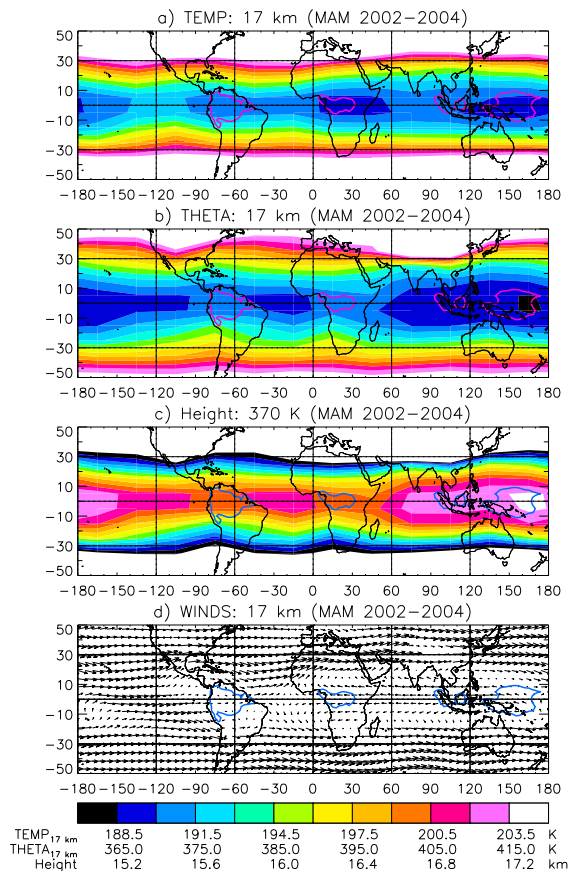 a) TEMP: 17 km (MAM 2002-2004)
50
30
10
-10
-30
-50
-180 -150 -120 -90 -60 -30 0 30 60 90 120 150 180
b) THETA: 17 km (MAM 2002-2004)
50
30
10
-10
-30
-50
-180 -150 -120 -90 -60 -30 0 30 60 90 120 150 180
c) Height: 370 K (MAM 2002-2004)
50
30
10
-10
-30
-50
-180 -150 -120 -90 -60 -30 0 30 60 90 120 150 180
d) WINDS: 17 km (MAM 2002-2004)
50
30
10
-10
-30
-50
-180 -150 -120 -90 -60 -30 0 30 60 90 120 150 180
TEMP17 km 188.5 191.5 194.5 197.5 200.5 203.5 K
THETA17 km 365.0 375.0 385.0 395.0 405.0 415.0 K
Height 15.2 15.6 16.0 16.4 16.8 17.2 km